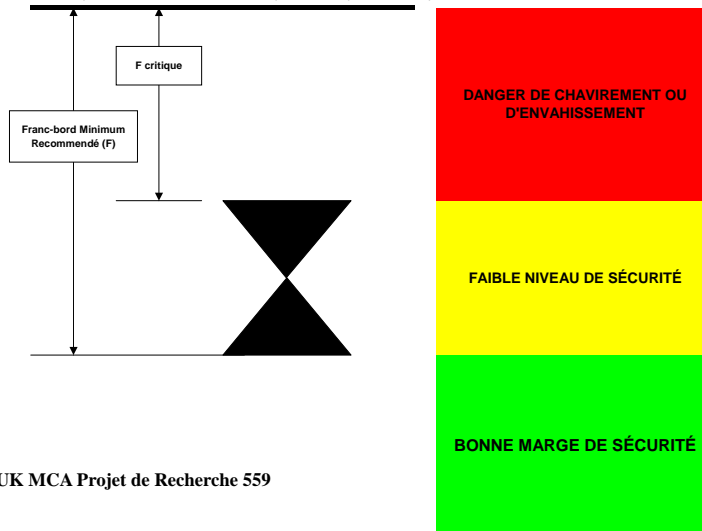 F critique
Franc-bord Minimum
Recommendé (F)
DANGER DE CHAVIREMENT OU
D'ENVAHISSEMENT
FAIBLE NIVEAU DE SÉCURITÉ
BONNE MARGE DE SÉCURITÉ
UK MCA Projet de Recherche 559